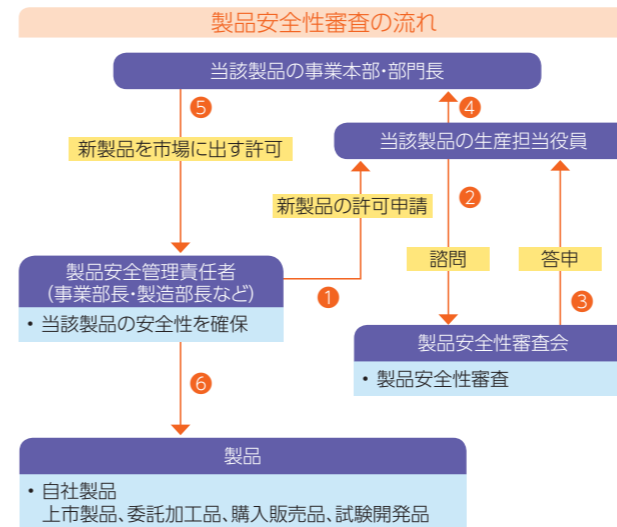 製品安全性審査の流れ
当該製品の事業本部・部門長
5
4
新製品を市場に出す許可
当該製品の生産担当役員
新製品の許可申請
2
諮問
答申
製品安全管理責任者
(事業部長・製造部長など)
1
3
・当該製品の安全性を確保
製品安全性審査会
・製品安全性審査
6
製品
・自社製品
上市製品、委託加工品、購入販売品、試験開発品